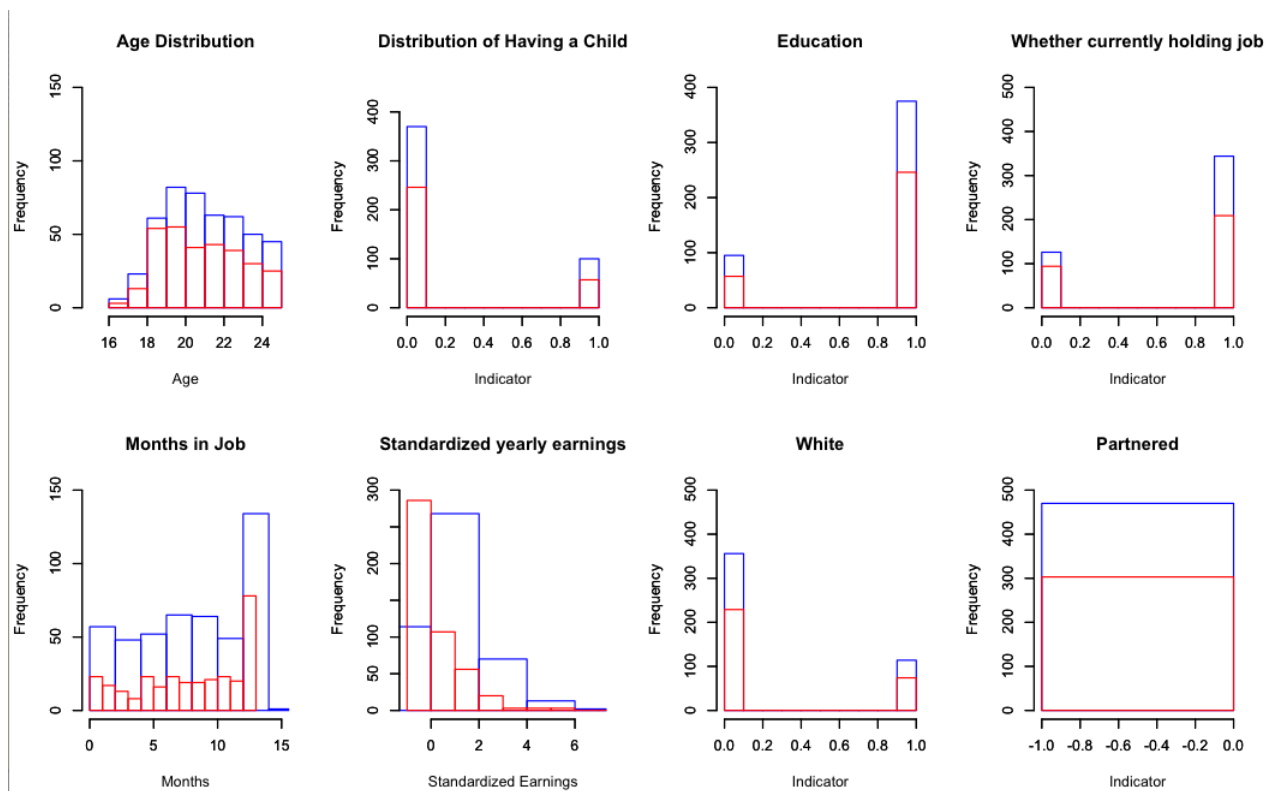 Age Distribution
Frequency
0 50 100 150
16 18 20 22 24
Age
Distribution of Having a Child
Frequency
0 100 200 300 400
0.0 0.2 0.4 0.6 0.8 1.0
Indicator
Education
Frequency
0 100 200 300 400
0.0 0.2 0.4 0.6 0.8 1.0
Indicator
Whether currently holding job
Frequency
0 100 200 300 400 500
0.0 0.2 0.4 0.6 0.8 1.0
Indicator
Months in Job
Frequency
0 50 100 150
0 5 10 15
Months
Standardized yearly earnings
Frequency
0 50 100 200 300
0 2 4 6
Standardized Earnings
White
Frequency
0 100 200 300 400 500
0.0 0.2 0.4 0.6 0.8 1.0
Indicator
Partnered
Frequency
0 100 200 300 400 500
-1.0 -0.8 -0.6 -0.4 -0.2 0.0
Indicator